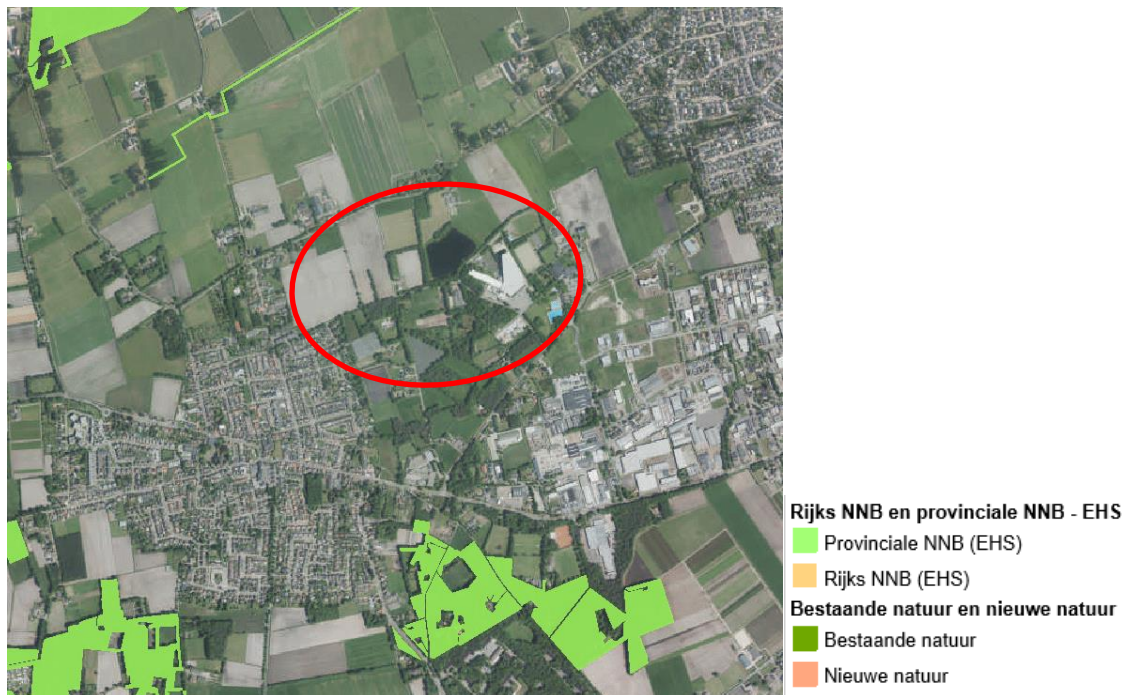 Rijks NNB en provinciale NNB - EHS
Provinciale NNB (EHS)
Rijks NNB (EHS)
Bestaande natuur en nieuwe natuur
Bestaande natuur
Nieuwe natuur